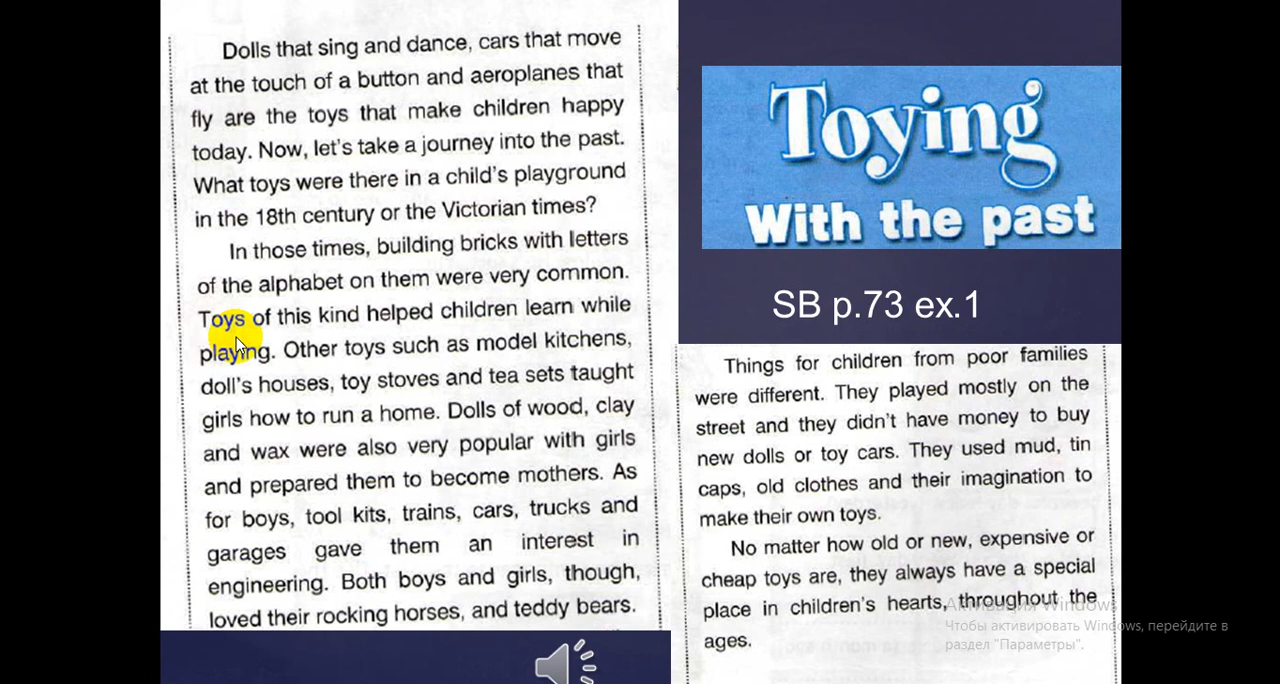 Dolls that sing and dance, cars that move
at the touch of a button and aeroplanes that
fly are the toys that make children happy
today. Now, let's take a journey into the past.
What toys were there in a child's playground
in the 18th century or the Victorian times?
In those times, building bricks with letters
of the alphabet on them were very common.
Toys of this kind helped children learn while
playing. Other toys such as model kitchens,
doll's houses, toy stoves and tea sets taught
girls how to run a home. Dolls of wood, clay
and wax were also very popular with girls
and prepared them to become mothers. As
for boys, tool kits, trains, cars, trucks and
garages gave them an interest in
engineering. Both boys and girls, though,
loved their rocking horses, and teddy bears.
Toying
With the past
SB p.73 ex.1
Things for children from poor families
were different. They played mostly on the
street and they didn't have money to buy
new dolls or toy cars. They used mud, tin
caps, old clothes and their imagination to
make their own toys.
No matter how old or new, expensive or
cheap toys are, they always have a special
place in children's hearts, throughout the
ages.
Активация Windows
Чтобы активировать Windows, перейдите в
раздел "Параметры".